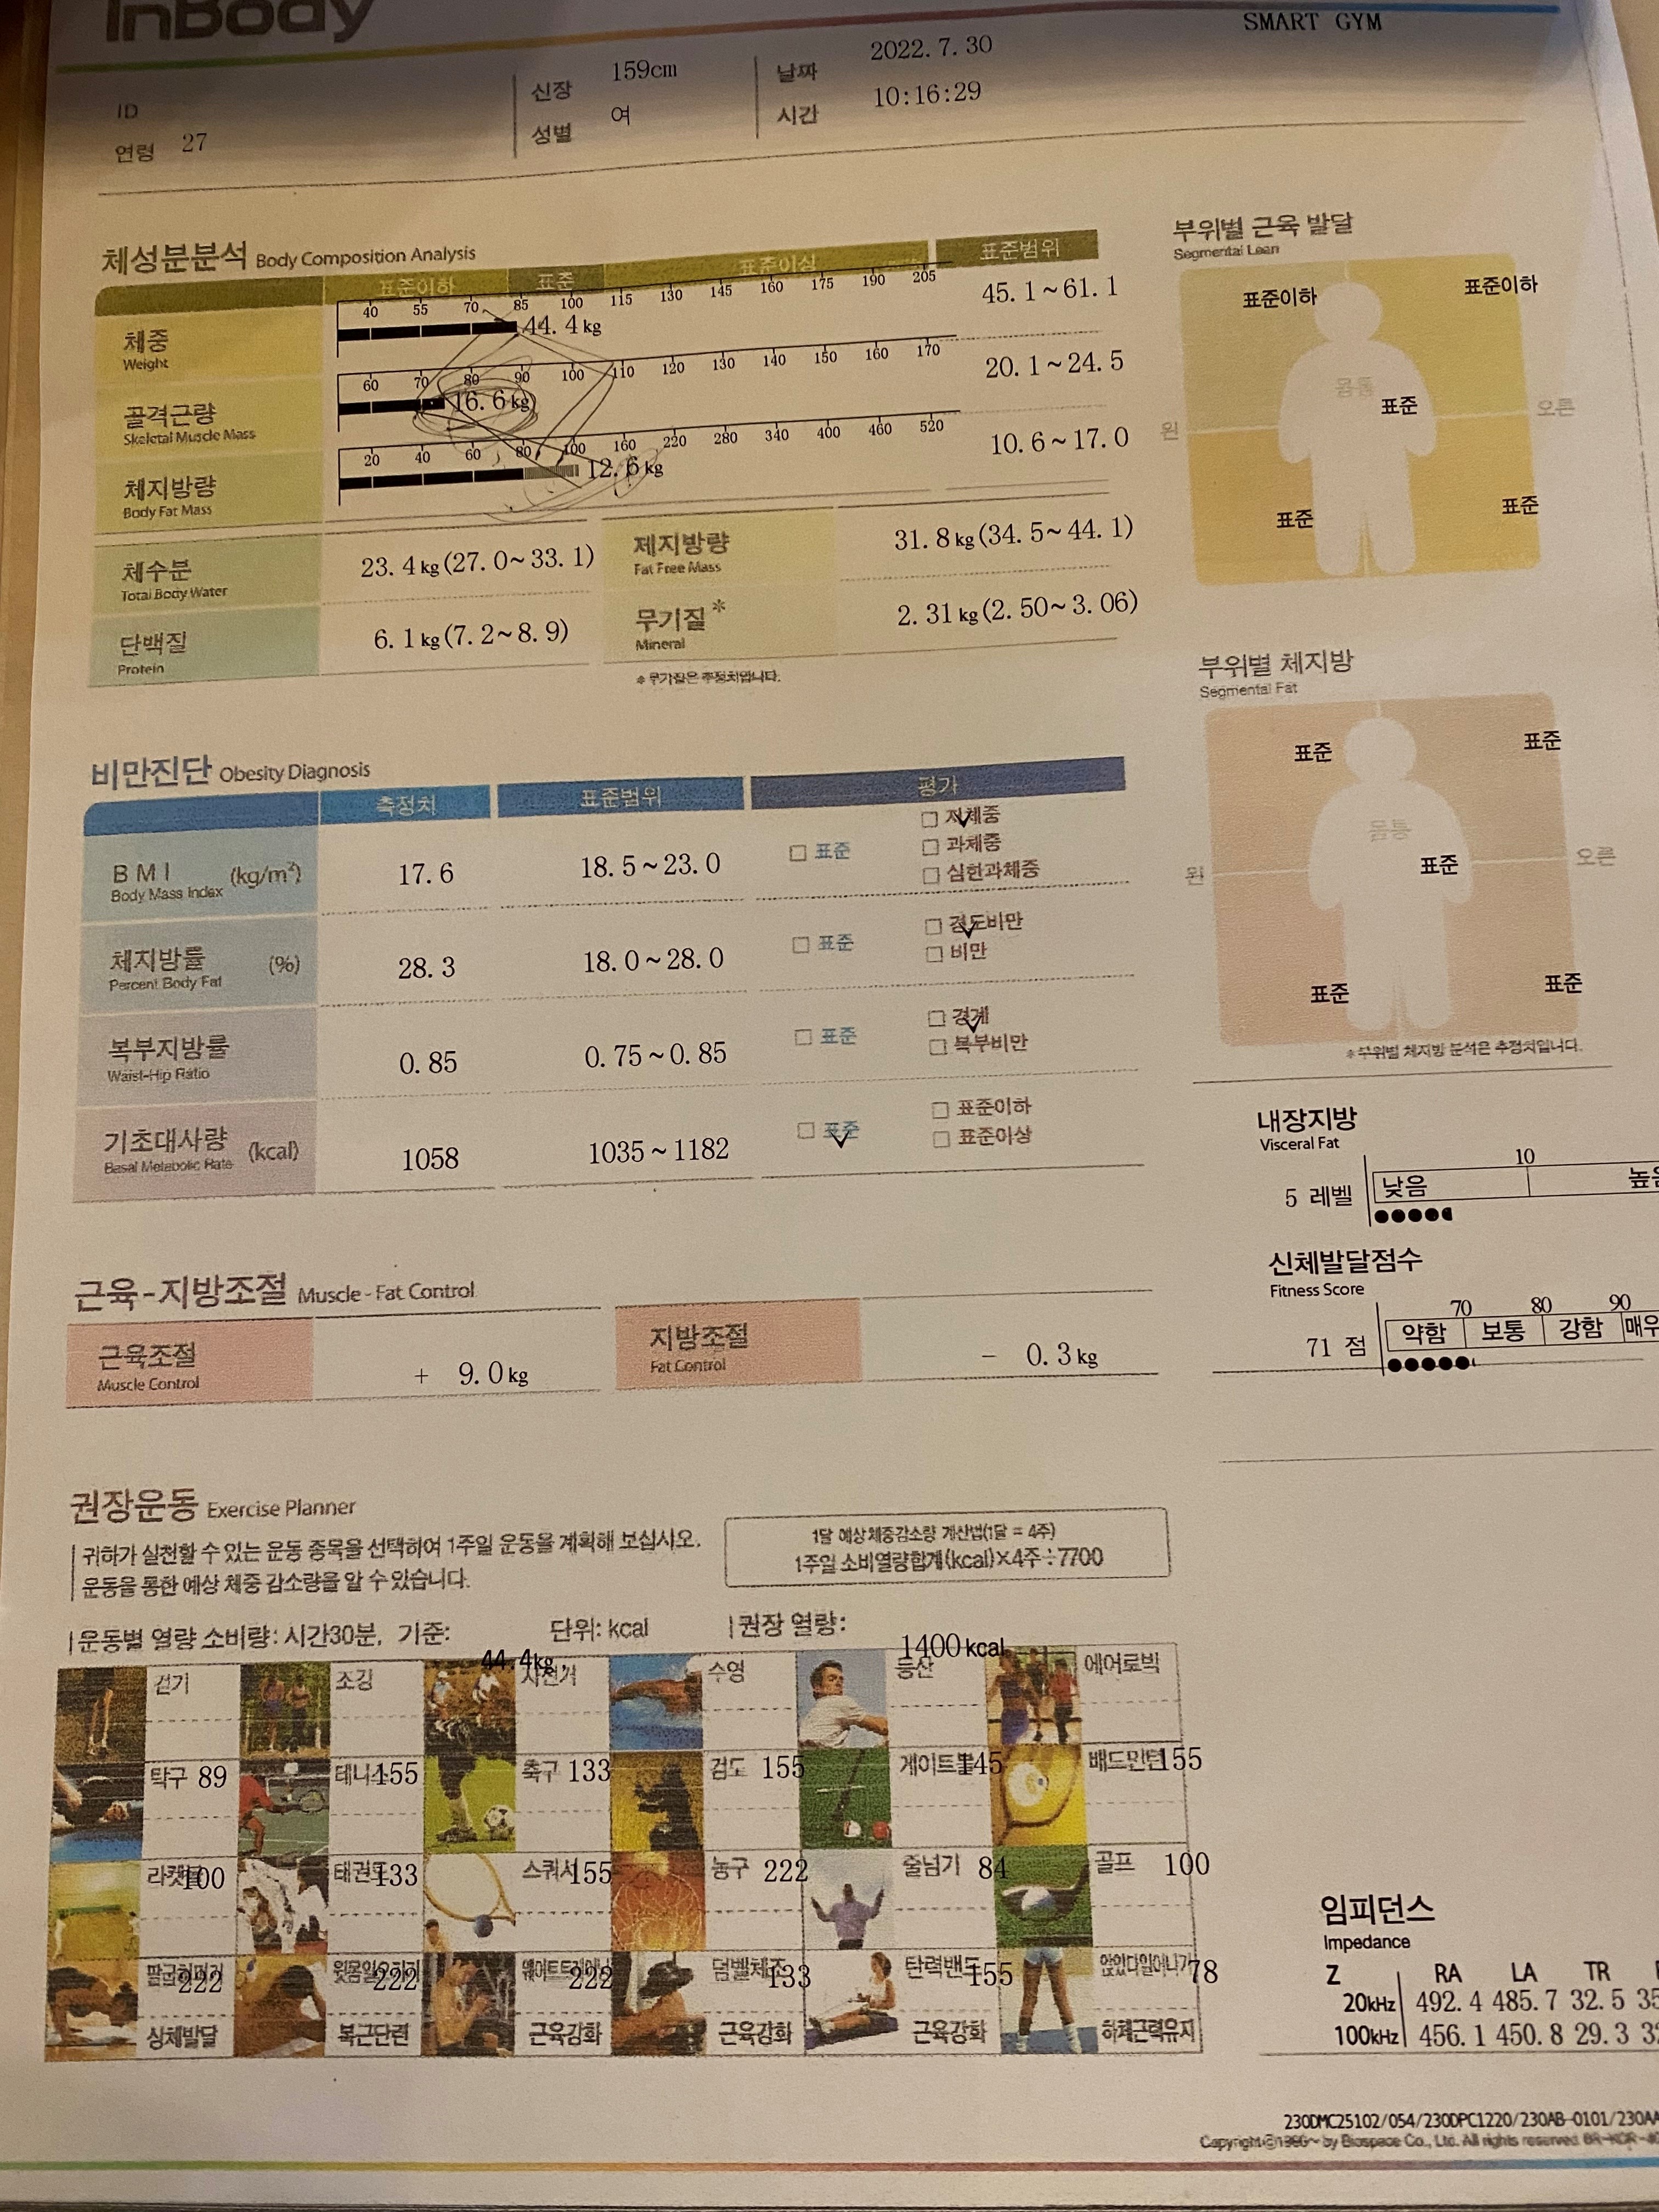 InBody
SMART GYM
ID
신장 159cm
날짜 2022. 7. 30
연령 27
성별 여
시간 10:16:29
체성분분석 Body Composition Analysis
표준이하 표준 표준이상 표준범위
체중 Weight
40 55 70 85 100 115 130 145 160 175 190 205
44. 4 kg
45. 1 ~ 61. 1
골격근량 Skeletal Muscle Mass
60 70 80 90 100 110 120 130 140 150 160 170
16. 6 kg
20. 1 ~ 24. 5
체지방량 Body Fat Mass
20 40 60 80 100 160 220 280 340 400 460 520
12. 6 kg
10. 6 ~ 17. 0
체수분 Total Body Water
23. 4 kg (27. 0 ~ 33. 1)
제지방량 Fat Free Mass
31. 8 kg (34. 5 ~ 44. 1)
단백질 Protein
6. 1 kg (7. 2 ~ 8. 9)
무기질* Mineral
2. 31 kg (2. 50 ~ 3. 06)
* 무기질은 추정치입니다.
부위별 근육 발달
Segmental Lean
표준이하 표준이하
몸통
표준
왼 오른
표준 표준
부위별 체지방
Segmental Fat
표준 표준
몸통
표준
왼 오른
표준 표준
* 부위별 체지방 분석은 추정치입니다.
비만진단 Obesity Diagnosis
측정치 표준범위 평가
BMI (kg/m²)
Body Mass Index
17. 6
18. 5 ~ 23. 0
표준
저체중
과체중
심한과체중
체지방률 (%)
Percent Body Fat
28. 3
18. 0 ~ 28. 0
표준
경도비만
비만
복부지방률
Waist-Hip Ratio
0. 85
0. 75 ~ 0. 85
표준
경계
복부비만
기초대사량 (kcal)
Basal Metabolic Rate
1058
1035 ~ 1182
표준
표준이하
표준이상
내장지방
Visceral Fat
10
5 레벨
낮음
신체발달점수
Fitness Score
70 80 90
71 점
약함 보통 강함 매우
근육-지방조절 Muscle - Fat Control
근육조절 Muscle Control
+ 9. 0 kg
지방조절 Fat Control
- 0. 3 kg
권장운동 Exercise Planner
귀하가 실천할 수 있는 운동 종목을 선택하여 1주일 운동을 계획해 보십시오.
운동을 통한 예상 체중 감소량을 알 수 있습니다.
1달 예상 체중감소량 계산법(1달 = 4주)
1주일 소비열량합계(kcal)×4주÷7700
운동별 열량 소비량: 시간30분, 기준: 44. 4kg, 단위: kcal
권장 열량: 1400 kcal
걷기 조깅 자전거 수영 등산 에어로빅
탁구 89 테니스 155 축구 133 검도 155 게이트볼 145 배드민턴 155
라켓볼 100 태권도 133 스쿼시 155 농구 222 줄넘기 84 골프 100
팔굽혀펴기 222 윗몸일으키기 222 웨이트트레이닝 222 덤벨체조 133 탄력밴드 155 앉았다일어나기 78
상체발달 복근단련 근육강화 근육강화 근육강화 하체근력유지
임피던스
Impedance
Z RA LA TR
20kHz 492. 4 485. 7 32. 5 35
100kHz 456. 1 450. 8 29. 3
230DMC25102/054/230DPC1220/230AB-0101/230AA
Copyright©1996~ by Biospace Co., Ltd. All rights reserved.